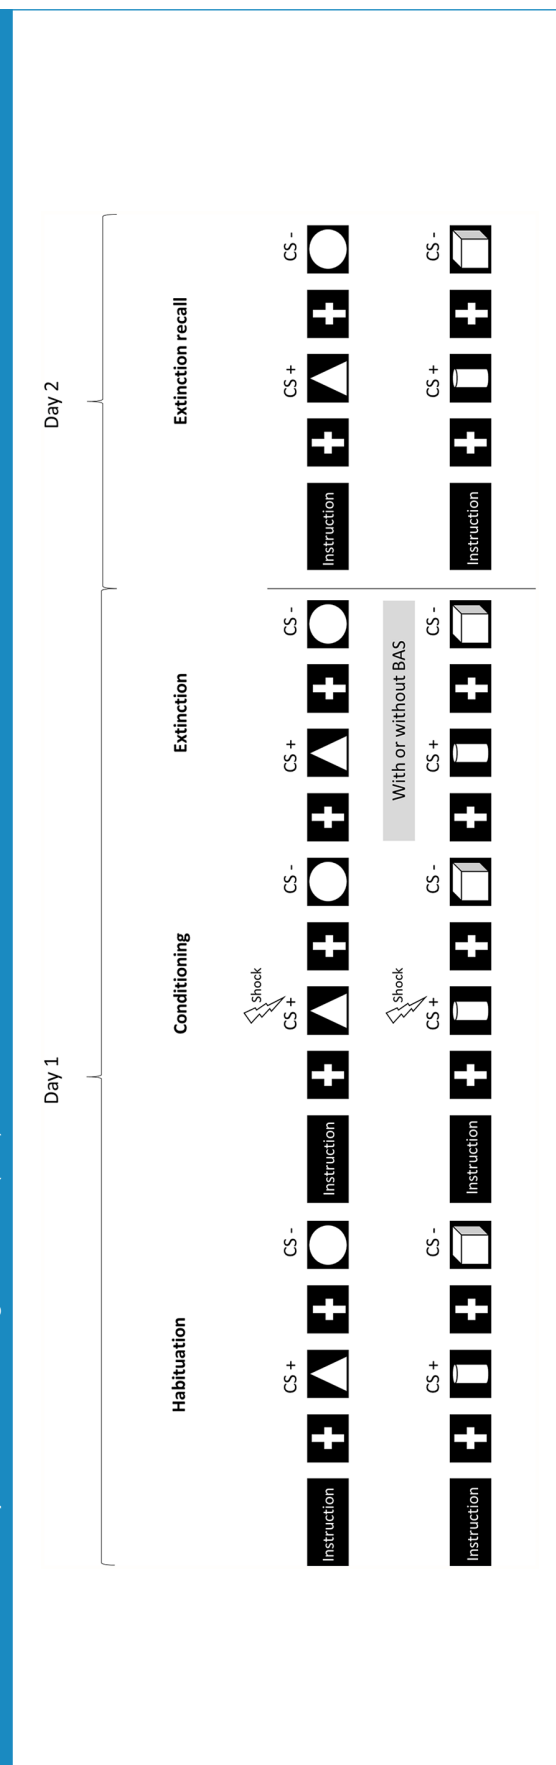 Day 1
Day 2
Habituation
Conditioning
Extinction
Extinction recall
shock
CS +
CS -
CS +
CS -
CS +
CS -
CS +
CS -
Instruction
Instruction
Instruction
With or without BAS
shock
CS +
CS -
CS +
CS -
CS +
CS -
CS +
CS -
Instruction
Instruction
Instruction